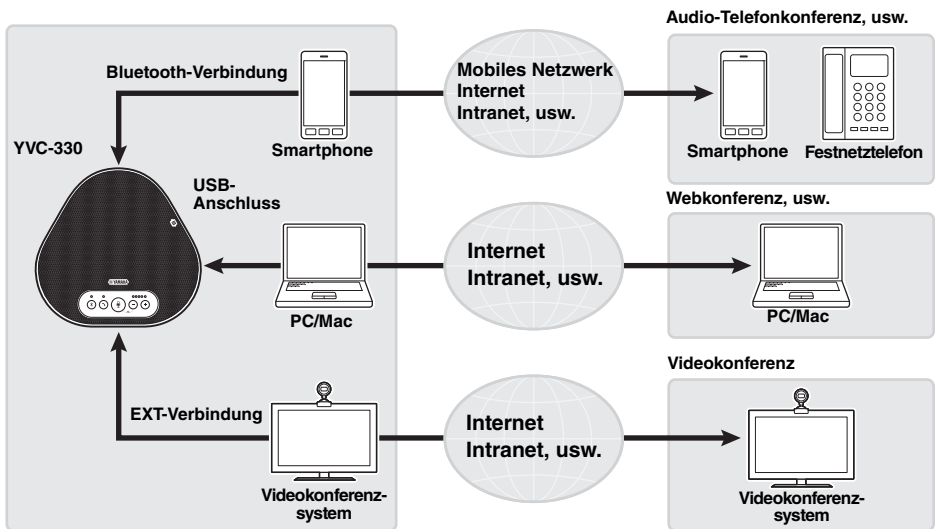 Audio-Telefonkonferenz, usw.
Bluetooth-Verbindung
Mobiles Netzwerk
Internet
Intranet, usw.
YVC-330
Smartphone
Smartphone
Festnetztelefon
USB-
Anschluss
Webkonferenz, usw.
Internet
Intranet, usw.
YAMAHA
PC/Mac
PC/Mac
Videokonferenz
EXT-Verbindung
Internet
Intranet, usw.
Videokonferenz-
system
Videokonferenz-
system